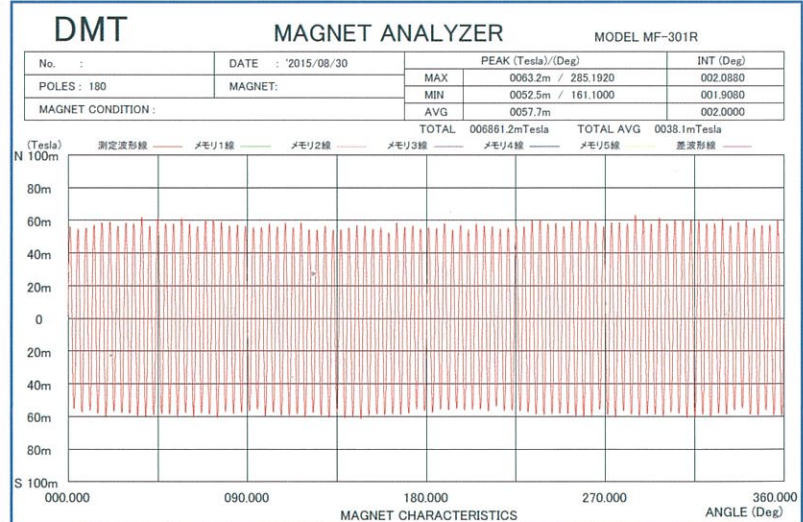 DMT MAGNET ANALYZER MODEL MF-301R
No. : DATE : '2015/08/30 PEAK (Tesla)/(Deg) INT (Deg)
POLES : 180 MAGNET: MAX 0063.2m / 285.1920 002.0880
MIN 0052.5m / 161.1000 001.9080
MAGNET CONDITION : AVG 0057.7m 002.0000
TOTAL 006861.2mTesla TOTAL AVG 0038.1mTesla
(Tesla) 測定波形線 メモリ1線 メモリ2線 メモリ3線 メモリ4線 メモリ5線 差波形線
N 100m
80m
60m
40m
20m
0
20m
40m
60m
80m
S 100m
000.000 090.000 180.000 270.000 360.000
MAGNET CHARACTERISTICS ANGLE (Deg)